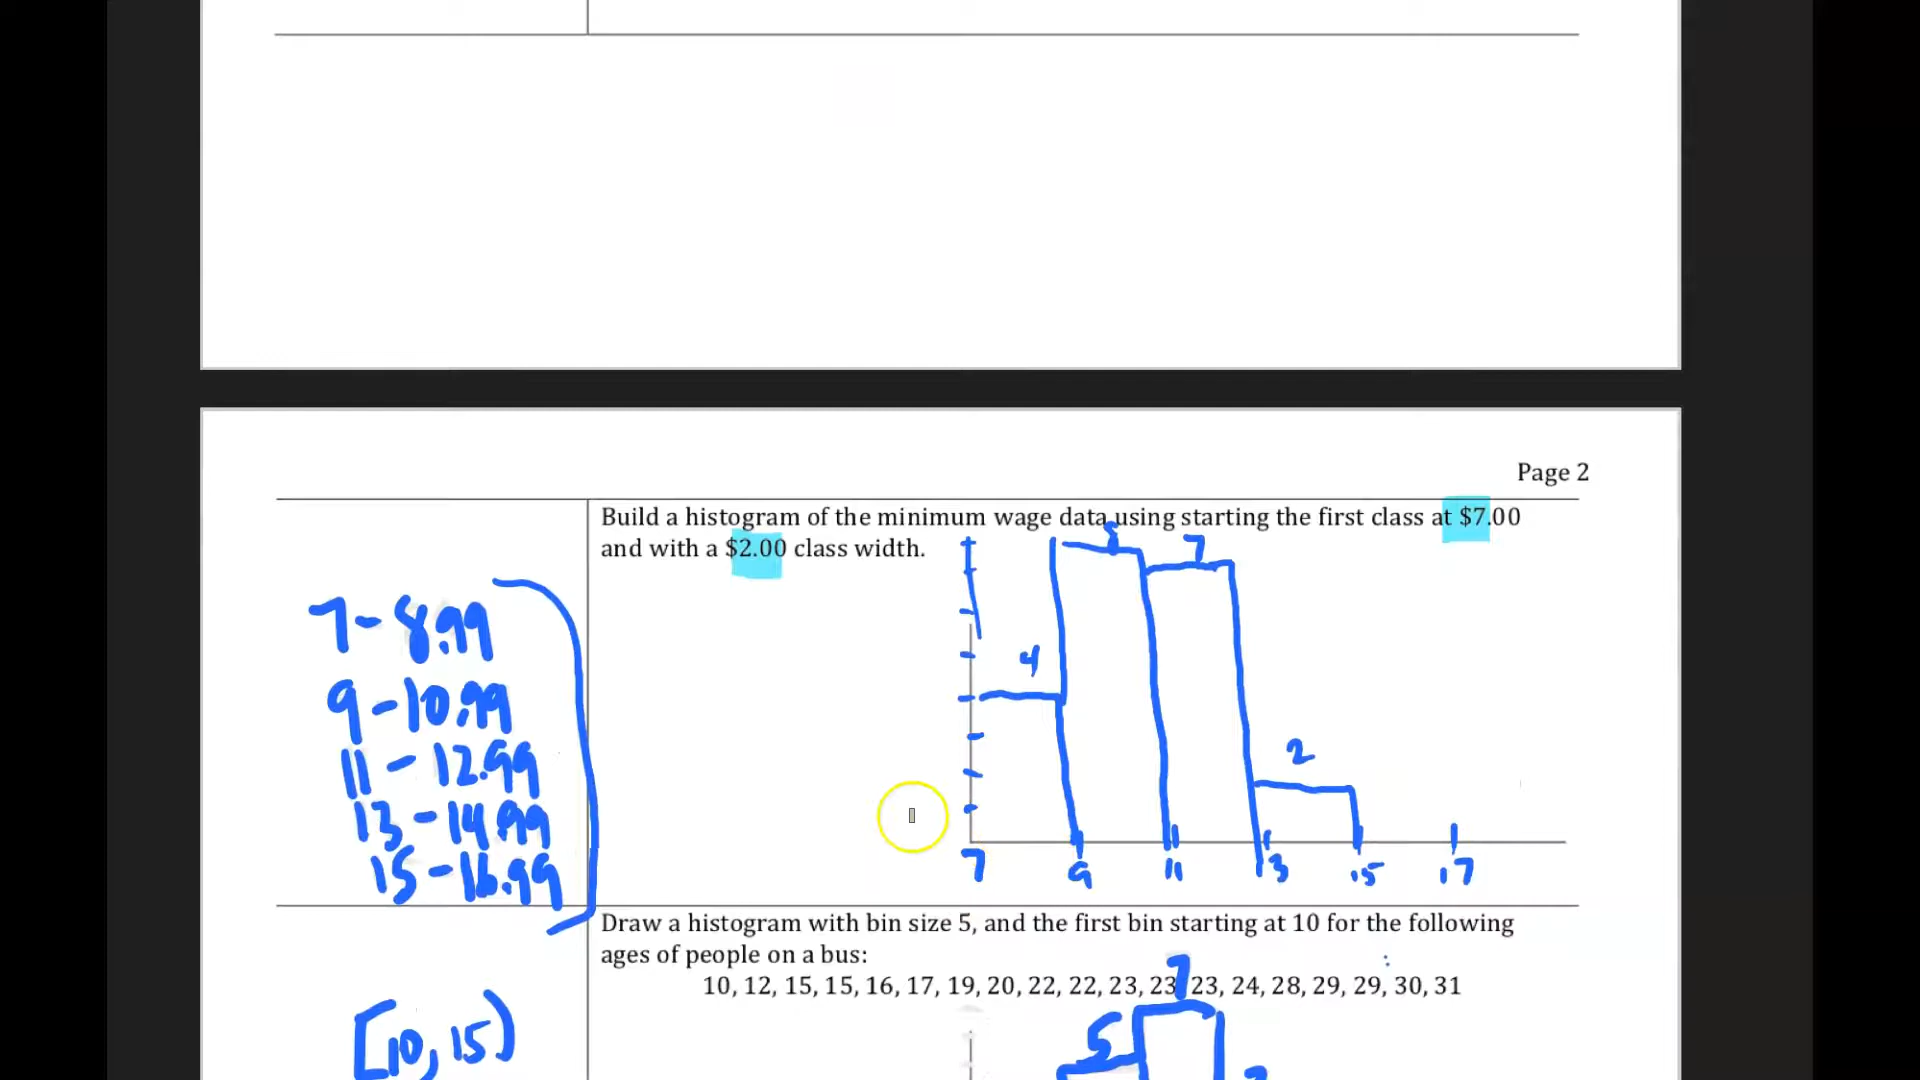 Page 2
Build a histogram of the minimum wage data using starting the first class at $7.00
and with a $2.00 class width.
7 - 8.99
9 - 10.99
11 - 12.99
13 - 14.99
15 - 16.99
8
7
4
2
7 9 11 13 15 17
Draw a histogram with bin size 5, and the first bin starting at 10 for the following
ages of people on a bus:
10, 12, 15, 15, 16, 17, 19, 20, 22, 22, 23, 23, 23, 24, 28, 29, 29, 30, 31
7
[10, 15)
5